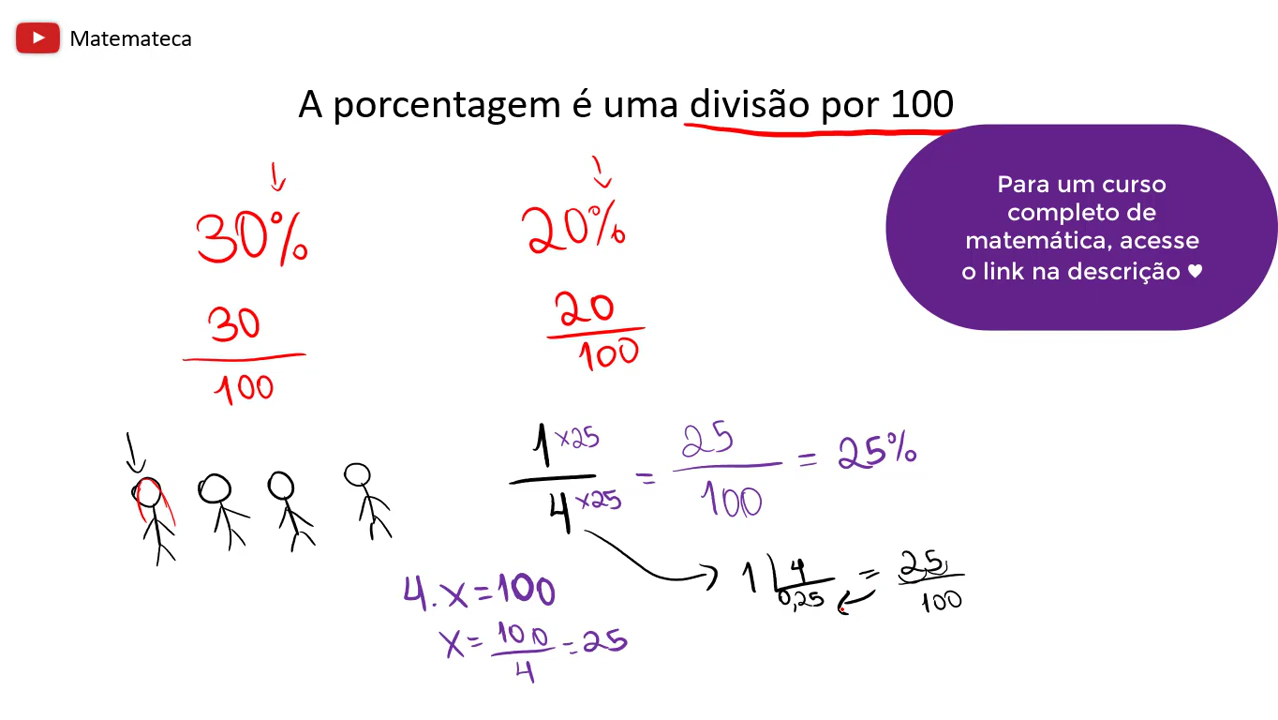 Matemateca
A porcentagem é uma divisão por 100
Para um curso
completo de
matemática, acesse
o link na descrição ♥
30%
20%
30
100
20
100
1 x25
4 x25
=
25
100
= 25%
1 4
0,25
=
25
100
4.x=100
x=
100
4
=25